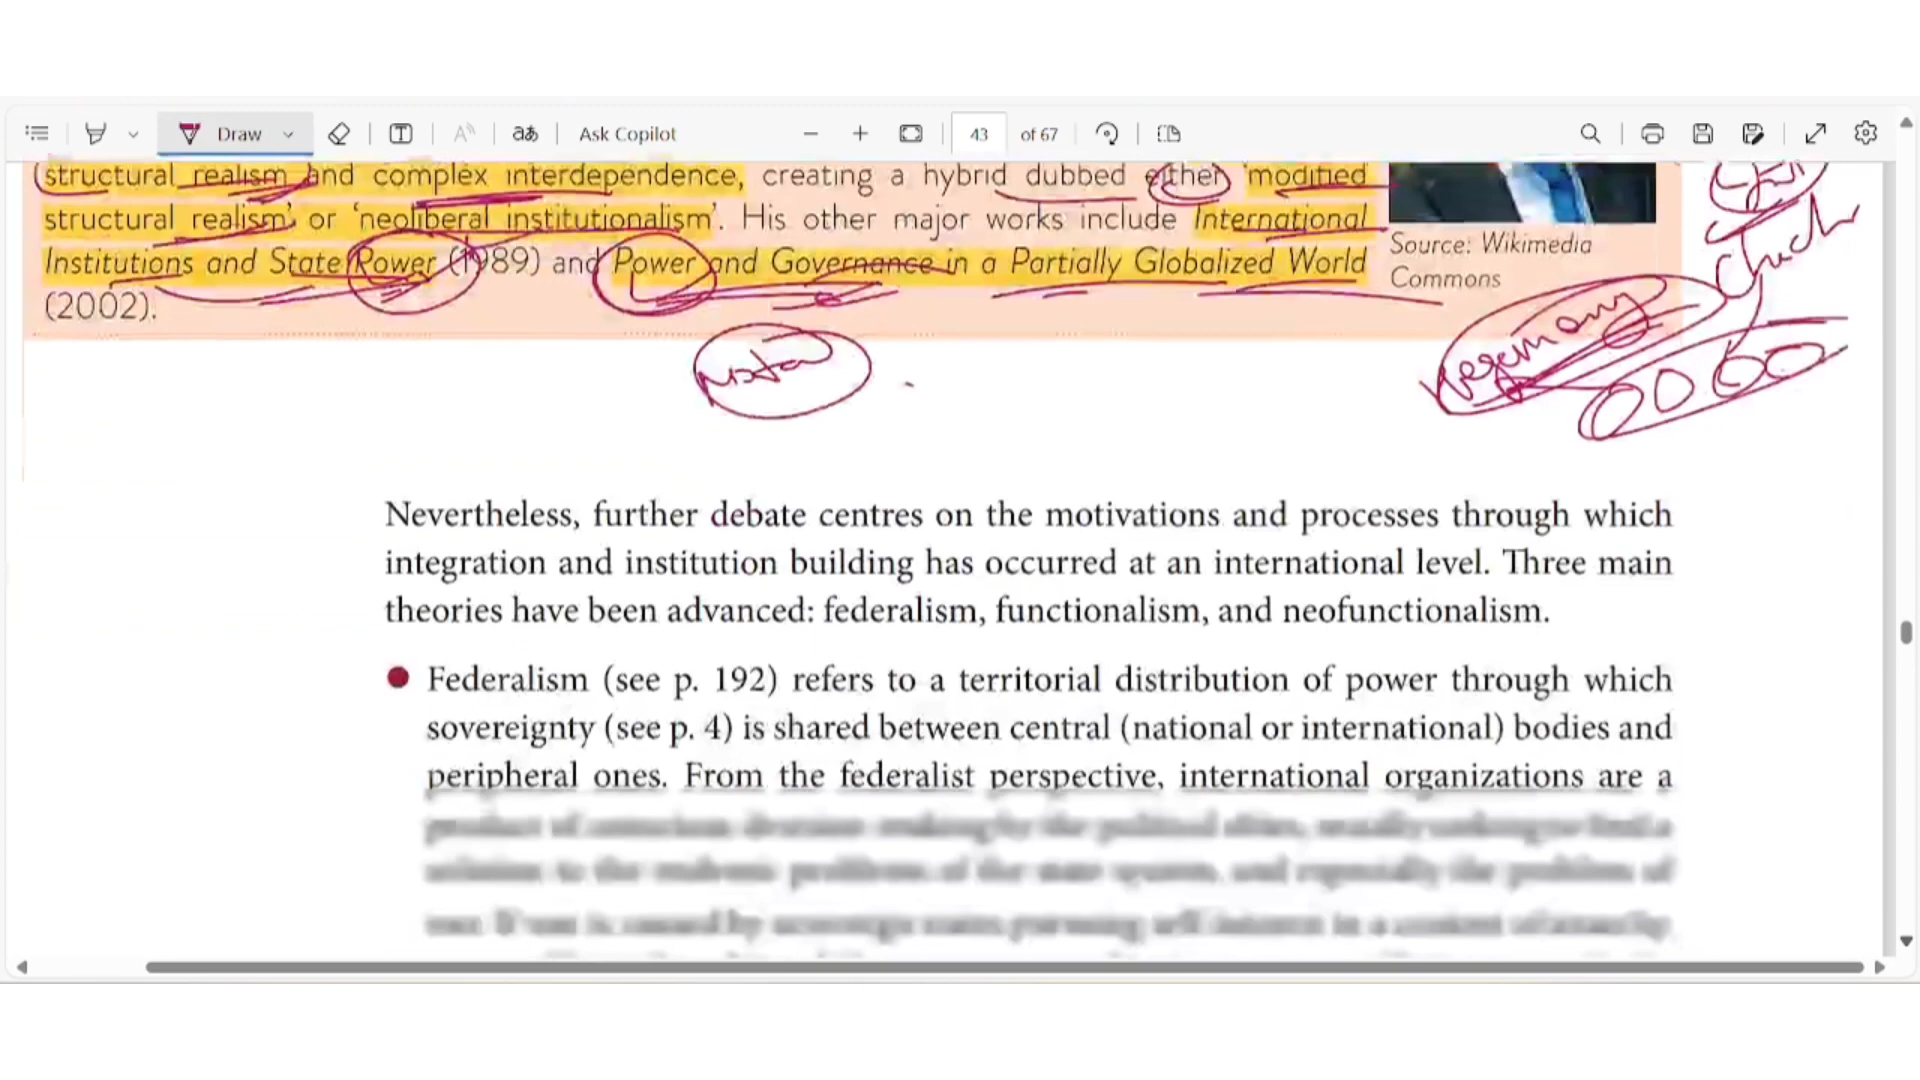 Draw
Ask Copilot
43 of 67
structural realism and complex interdependence, creating a hybrid dubbed either ‘modified
structural realism’ or ‘neoliberal institutionalism’. His other major works include International
Institutions and State Power (1989) and Power and Governance in a Partially Globalized World
(2002).
Source: Wikimedia
Commons
Hegemony
Nevertheless, further debate centres on the motivations and processes through which
integration and institution building has occurred at an international level. Three main
theories have been advanced: federalism, functionalism, and neofunctionalism.
● Federalism (see p. 192) refers to a territorial distribution of power through which
sovereignty (see p. 4) is shared between central (national or international) bodies and
peripheral ones. From the federalist perspective, international organizations are a